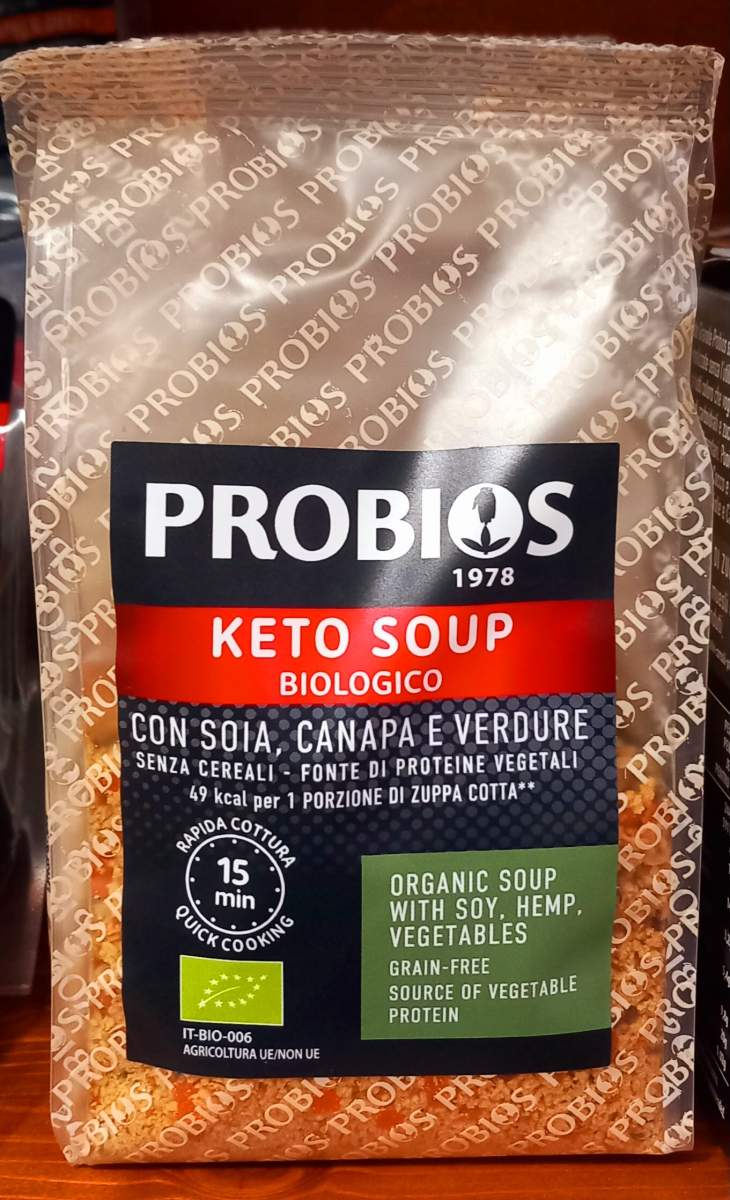 PROBIOS
1978
KETO SOUP
BIOLOGICO
CON SOIA, CANAPA E VERDURE
SENZA CEREALI - FONTE DI PROTEINE VEGETALI
49 kcal per 1 PORZIONE DI ZUPPA COTTA**
RAPIDA COTTURA
15
min
QUICK COOKING
ORGANIC SOUP
WITH SOY, HEMP,
VEGETABLES
GRAIN-FREE
SOURCE OF VEGETABLE
PROTEIN
IT-BIO-006
AGRICOLTURA UE/NON UE